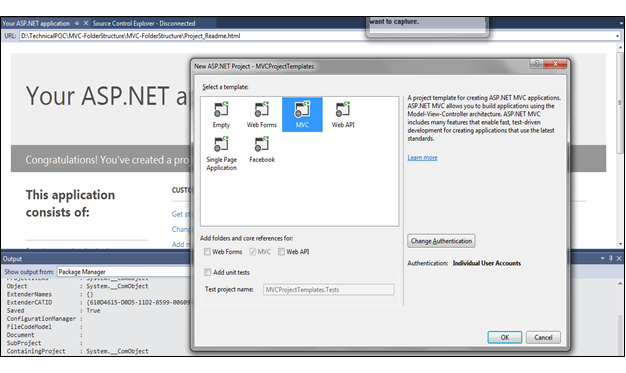 want to capture.
Your ASP.NET application
Source Control Explorer - Disconnected
URL: D:\TechnicalPOC\MVC-FolderStructure\MVC-FolderStructure\Project_Readme.html
Your ASP.NET a
Congratulations! You've created a pro
This application
consists of:
CUSTO
Get st
Chang
Add n
New ASP.NET Project - MVCProjectTemplates
Select a template:
Empty
Web Forms
MVC
Web API
Single Page
Application
Facebook
A project template for creating ASP.NET MVC applications.
ASP.NET MVC allows you to build applications using the
Model-View-Controller architecture. ASP.NET MVC
includes many features that enable fast, test-driven
development for creating applications that use the latest
standards.
Learn more
Change Authentication
Authentication: Individual User Accounts
Add folders and core references for:
Web Forms
MVC
Web API
Add unit tests
Test project name: MVCProjectTemplates.Tests
OK
Cancel
Output
Show output from: Package Manager
Object : System.__ComObject
ExtenderNames : {}
ExtenderCATID : {610D4615-D0D5-11D2-8599-006097
Saved : True
ConfigurationManager :
FileCodeModel :
Document :
SubProject :
ContainingProject : System.__ComObject